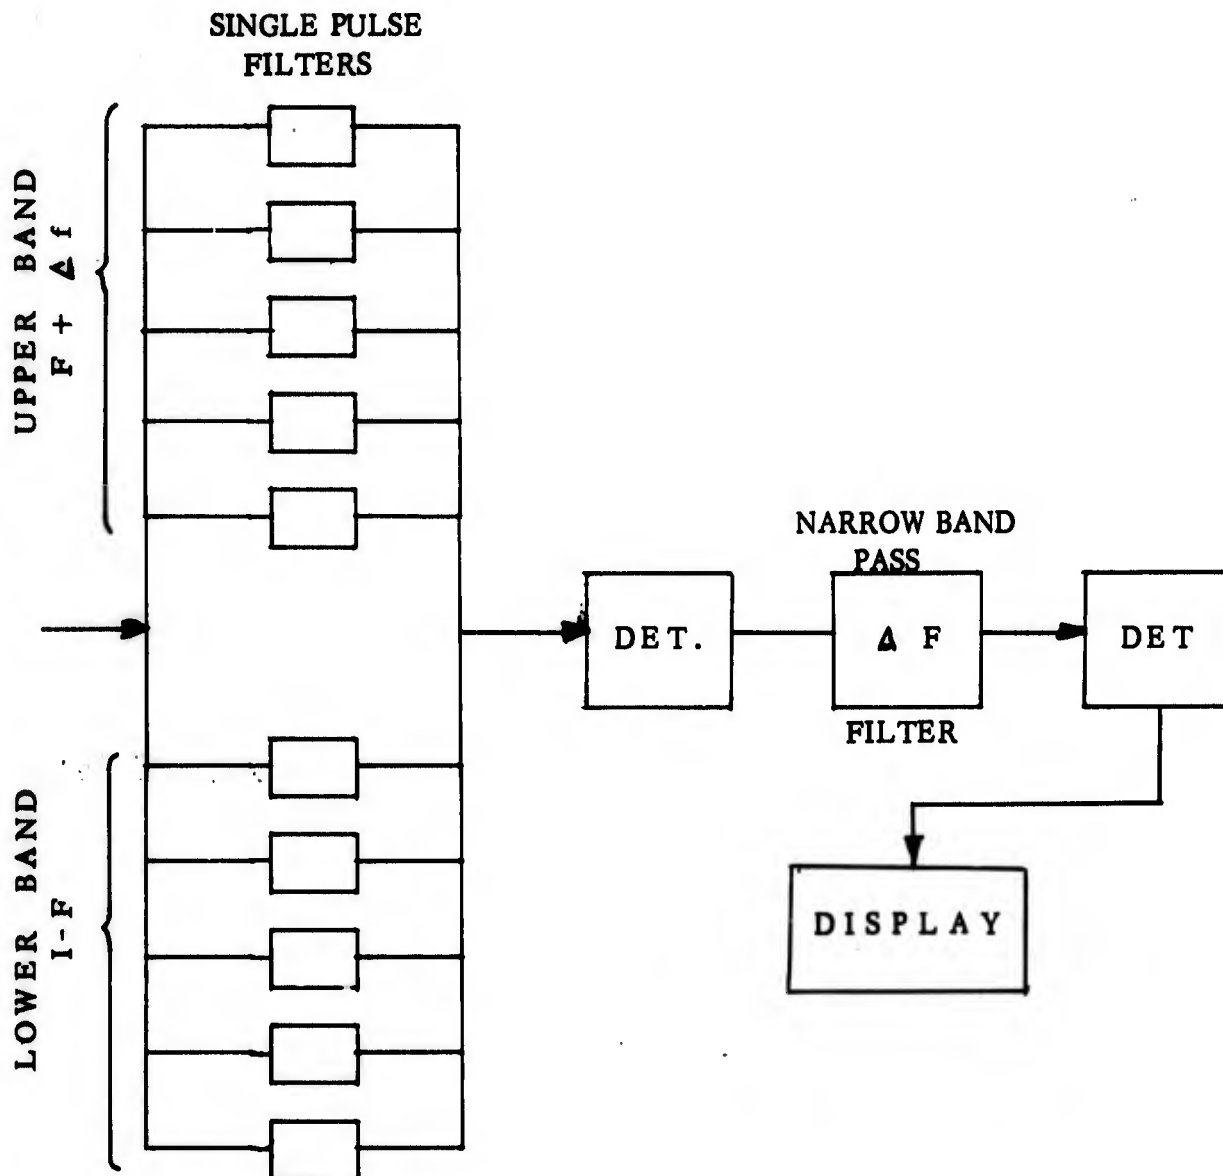 SINGLE PULSE
FILTERS
UPPER BAND
F + Δ f
NARROW BAND
PASS
DET.
Δ F
DET
FILTER
LOWER BAND
I-F
DISPLAY